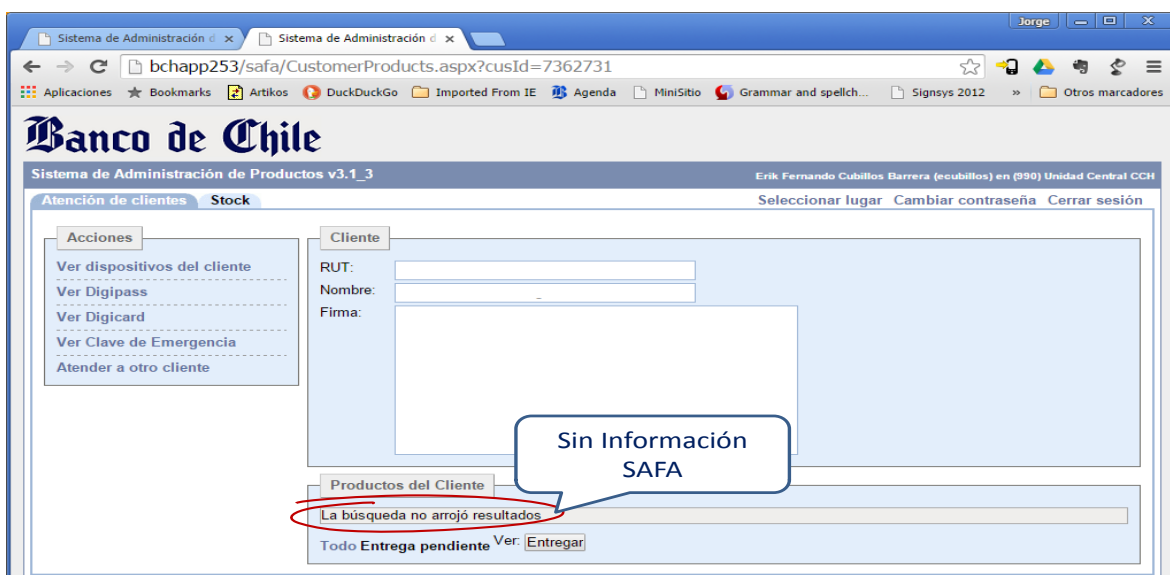 Jorge
Sistema de Administración d
Sistema de Administración d
bchapp253/safa/CustomerProducts.aspx?cusId=7362731
Aplicaciones Bookmarks Artikos DuckDuckGo Imported From IE Agenda MiniSitio Grammar and spellch... Signsys 2012 » Otros marcadores
Banco de Chile
Sistema de Administración de Productos v3.1_3
Erik Fernando Cubillos Barrera (ecubillos) en (990) Unidad Central CCH
Atención de clientes Stock
Seleccionar lugar Cambiar contraseña Cerrar sesión
Acciones
Ver dispositivos del cliente
Ver Digipass
Ver Digicard
Ver Clave de Emergencia
Atender a otro cliente
Cliente
RUT:
Nombre:
Firma:
Sin Información
SAFA
Productos del Cliente
La búsqueda no arrojó resultados
Todo Entrega pendiente Ver: Entregar